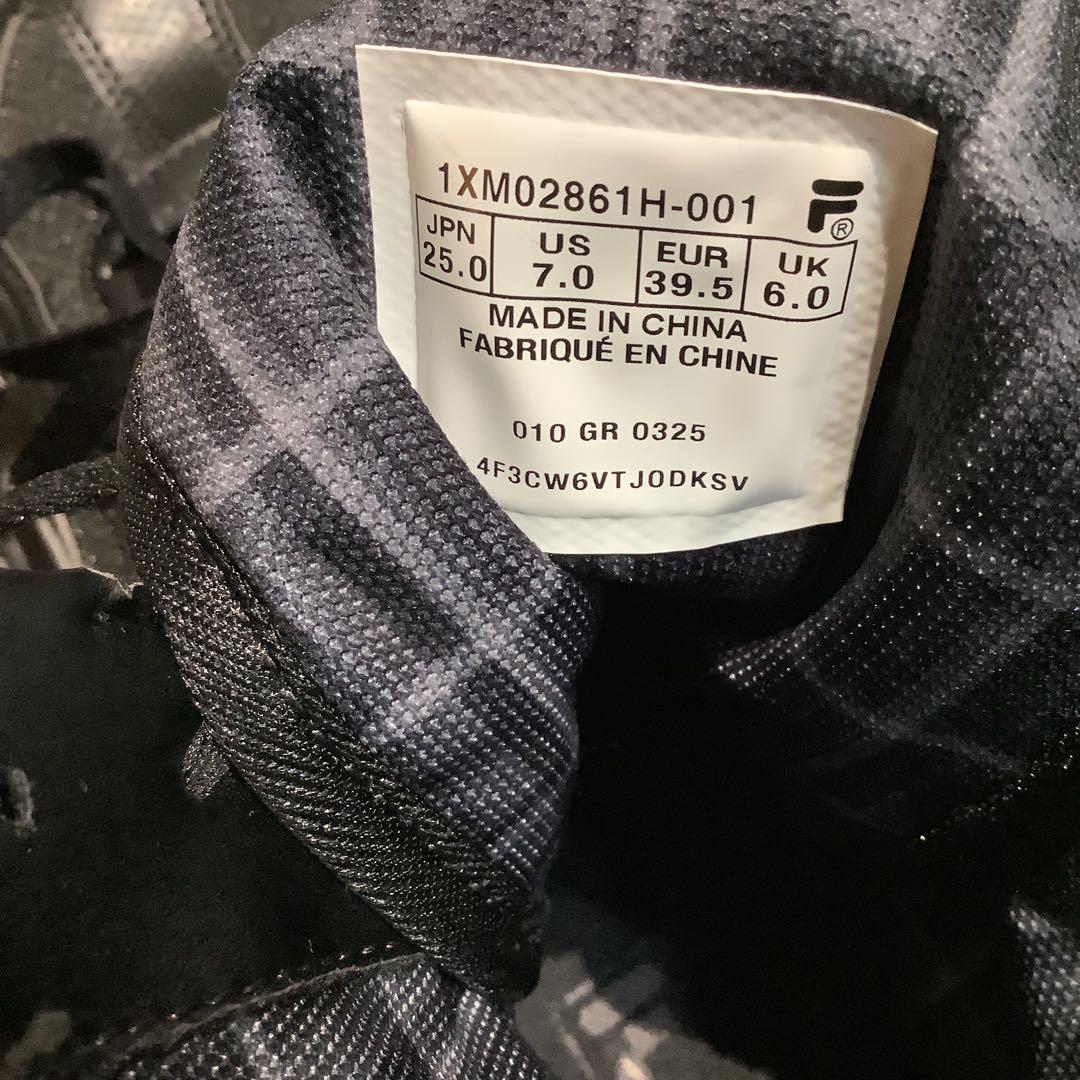 1XM02861H-001
JPN US EUR UK
25.0 7.0 39.5 6.0
MADE IN CHINA
FABRIQUÉ EN CHINE
010 GR 0325
4F3CW6VTJ0DKSV